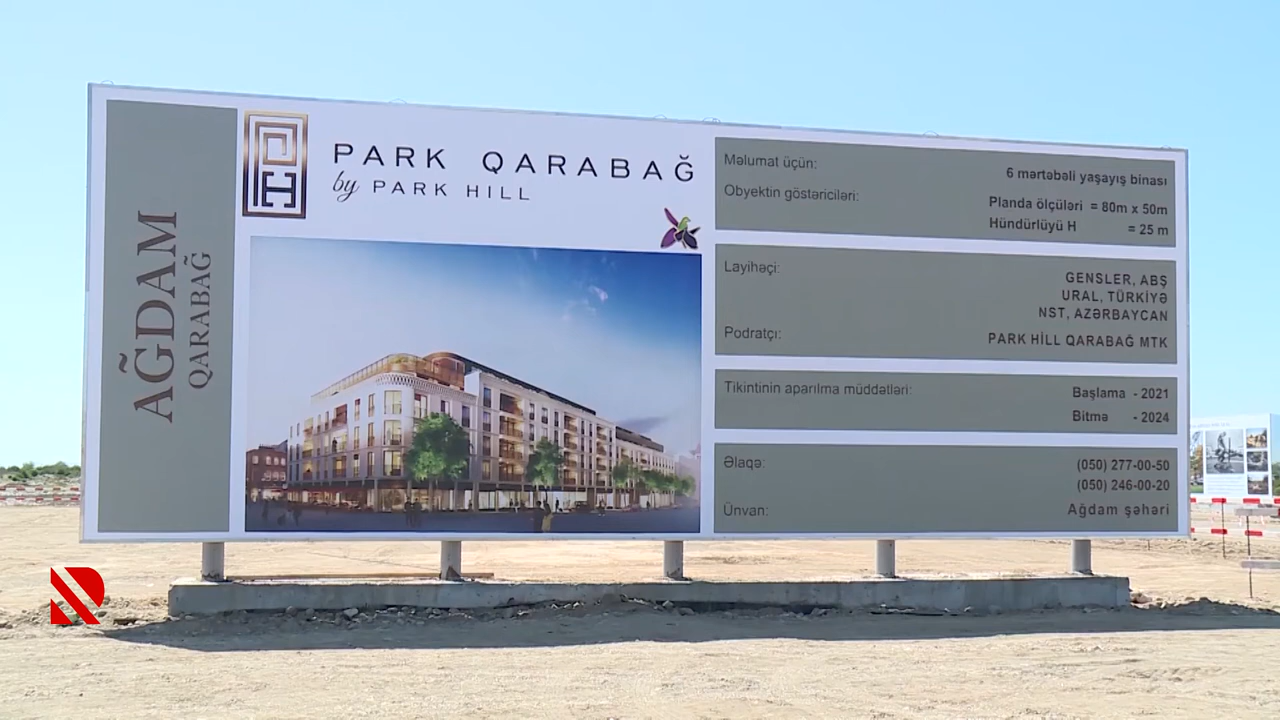 AĞDAM
QARABAĞ
PARK QARABAĞ
by PARK HILL
Məlumat üçün: 6 mərtəbəli yaşayış binası
Obyektin göstəriciləri: Planda ölçüləri = 80m x 50m
Hündürlüyü H = 25 m
Layihəçi: GENSLER, ABŞ
URAL, TÜRKİYƏ
NST, AZƏRBAYCAN
Podratçı: PARK HİLL QARABAĞ MTK
Tikintinin aparılma müddətləri: Başlama - 2021
Bitmə - 2024
Əlaqə: (050) 277-00-50
(050) 246-00-20
Ünvan: Ağdam şəhəri